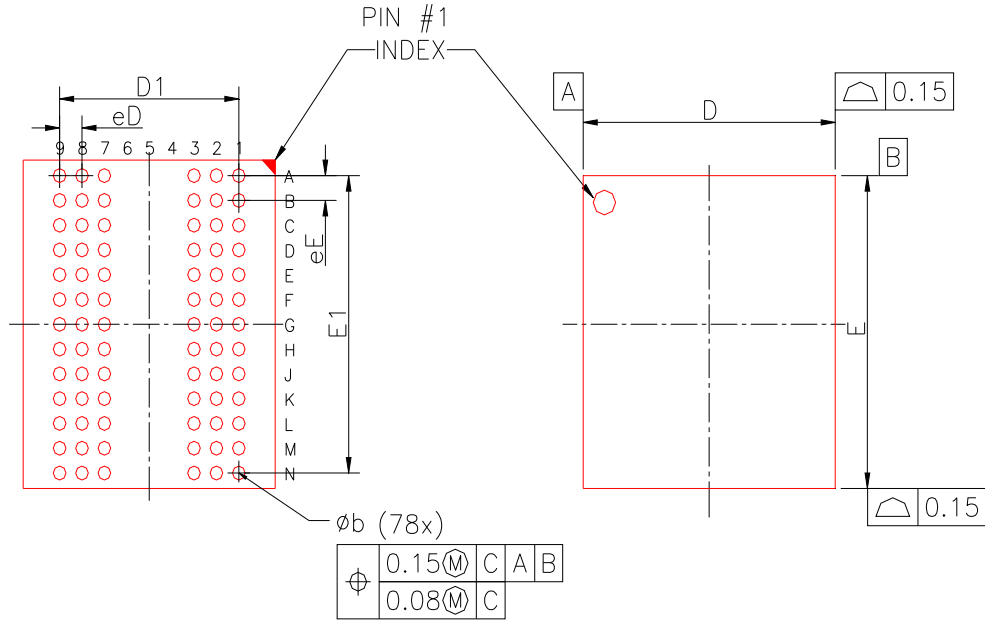 PIN #1
INDEX
D1
eD
9 8 7 6 5 4 3 2 1
A
B
C
D
E
F
G
H
J
K
L
M
N
eE
E1
øb (78x)
0.15Ⓜ C A B
0.08Ⓜ C
A
D
0.15
B
E
0.15